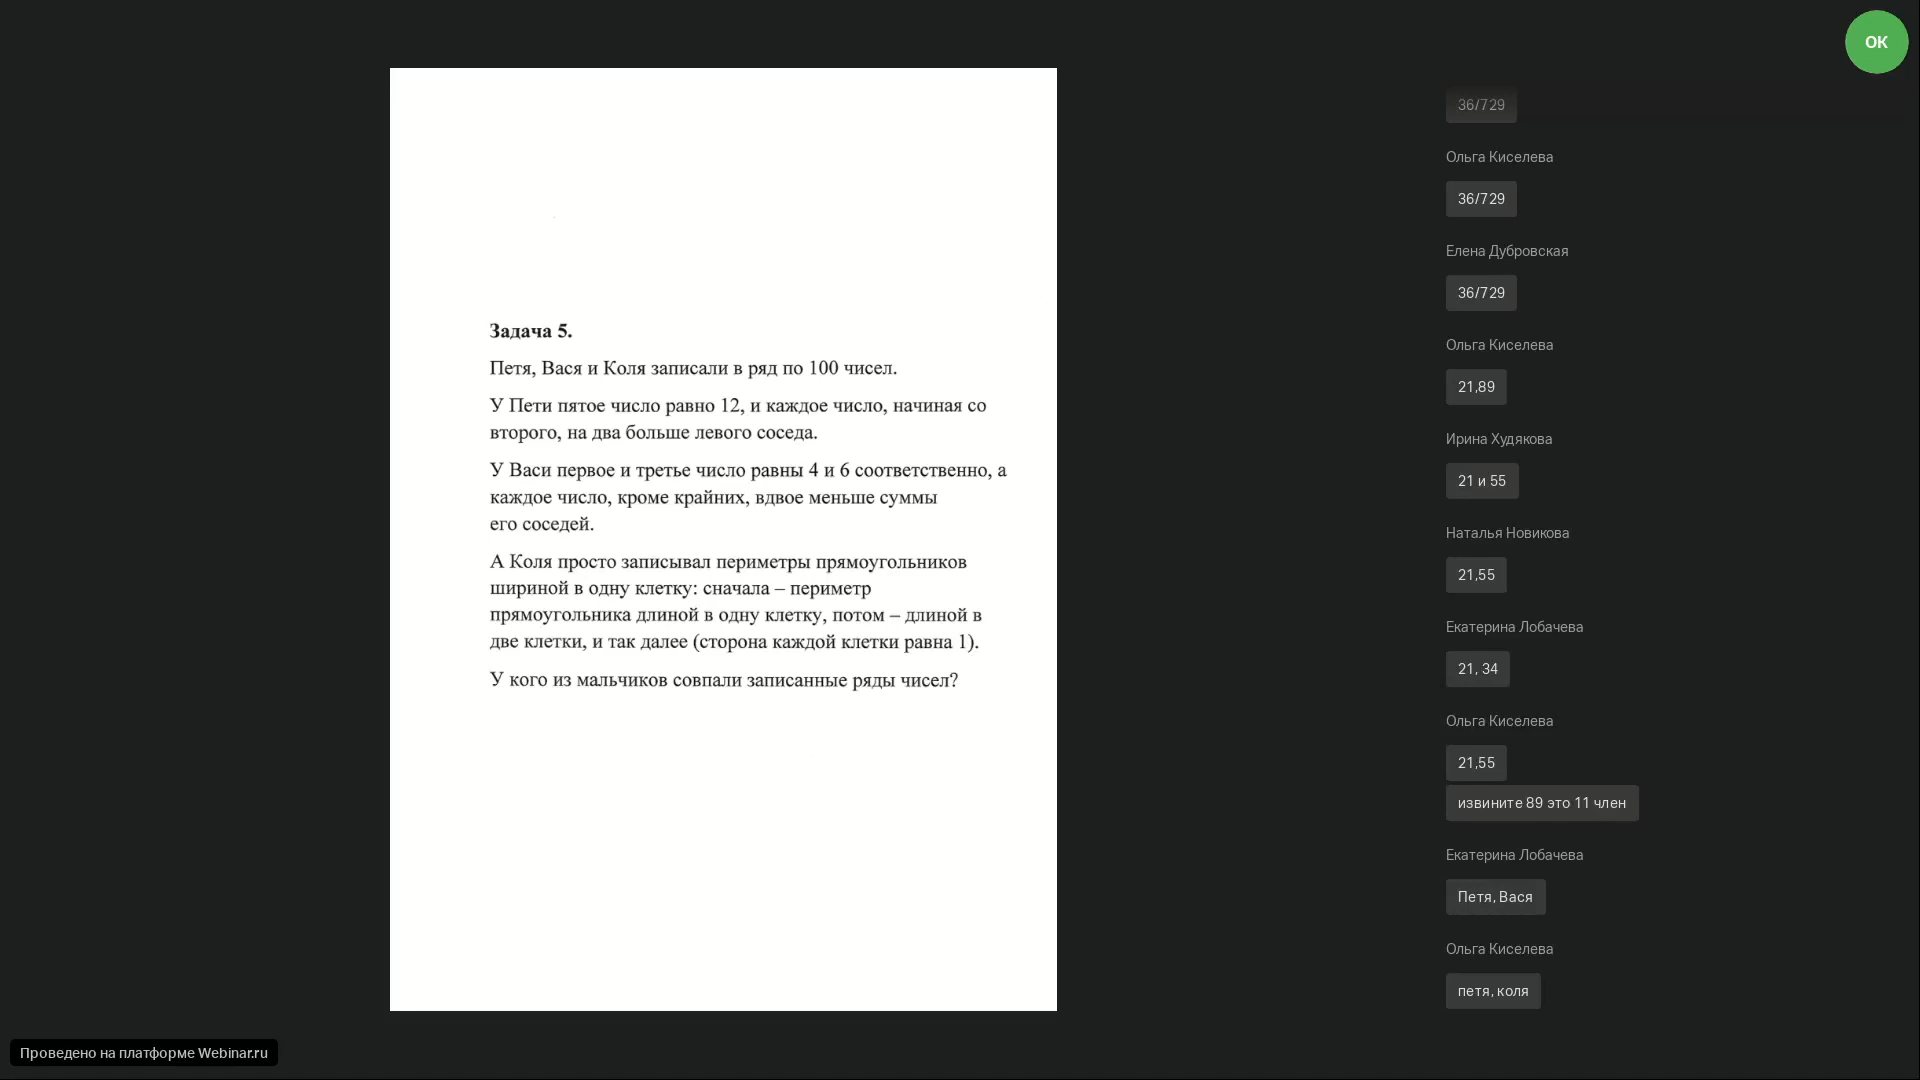 Задача 5.
Петя, Вася и Коля записали в ряд по 100 чисел.
У Пети пятое число равно 12, и каждое число, начиная со
второго, на два больше левого соседа.
У Васи первое и третье число равны 4 и 6 соответственно, а
каждое число, кроме крайних, вдвое меньше суммы
его соседей.
А Коля просто записывал периметры прямоугольников
шириной в одну клетку: сначала – периметр
прямоугольника длиной в одну клетку, потом – длиной в
две клетки, и так далее (сторона каждой клетки равна 1).
У кого из мальчиков совпали записанные ряды чисел?
ОК
36/729
Ольга Киселева
36/729
Елена Дубровская
36/729
Ольга Киселева
21,89
Ирина Худякова
21 и 55
Наталья Новикова
21,55
Екатерина Лобачева
21, 34
Ольга Киселева
21,55
извините 89 это 11 член
Екатерина Лобачева
Петя, Вася
Ольга Киселева
петя, коля
Проведено на платформе Webinar.ru